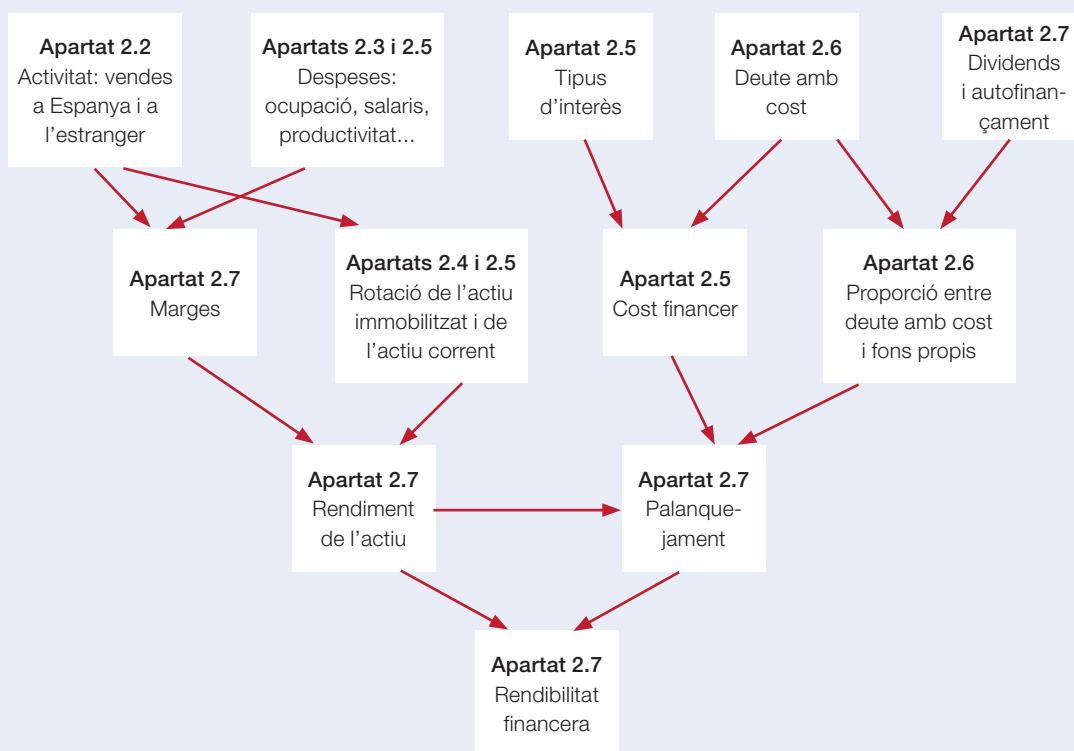 Apartat 2.2
Activitat: vendes
a Espanya i a
l'estranger
Apartats 2.3 i 2.5
Despeses:
ocupació, salaris,
productivitat...
Apartat 2.5
Tipus
d'interès
Apartat 2.6
Deute amb
cost
Apartat 2.7
Dividends
i autofinan-
çament
Apartat 2.7
Marges
Apartats 2.4 i 2.5
Rotació de l'actiu
immobilitzat i de
l'actiu corrent
Apartat 2.5
Cost financer
Apartat 2.6
Proporció entre
deute amb cost
i fons propis
Apartat 2.7
Rendiment
de l'actiu
Apartat 2.7
Palanque-
jament
Apartat 2.7
Rendibilitat
financera